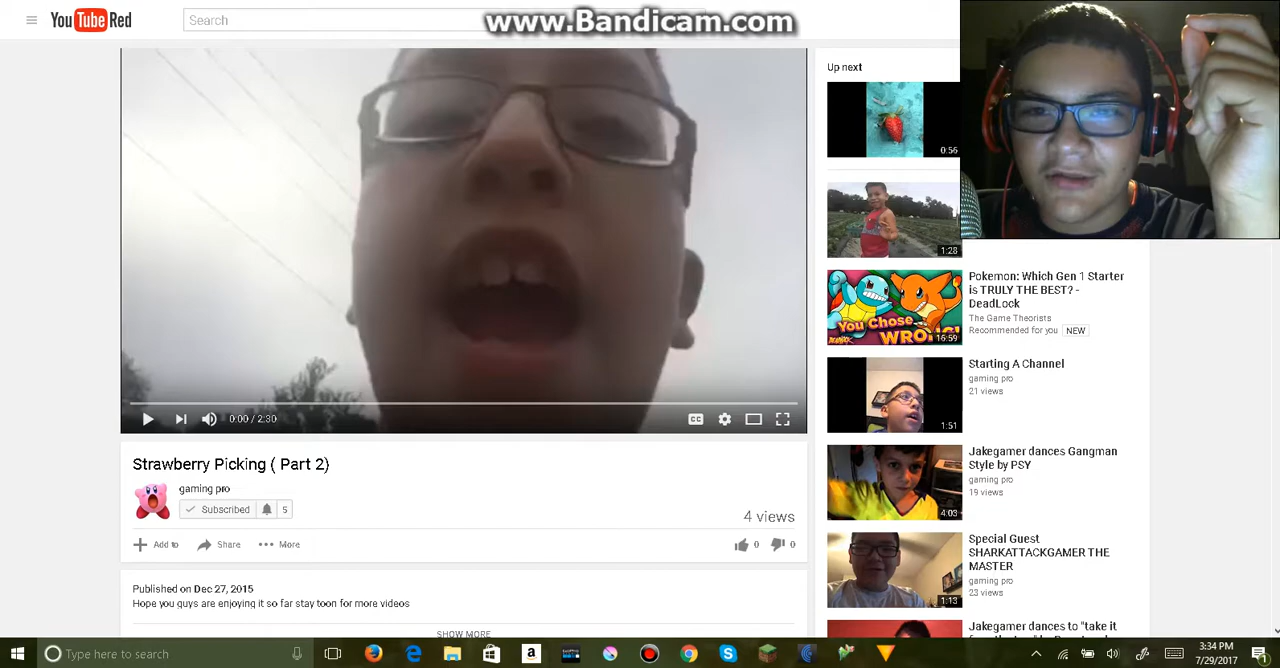 www.Bandicam.com
YouTube Red
Search
Up next
0:56
1:28
Pokemon: Which Gen 1 Starter
is TRULY THE BEST? -
DeadLock
The Game Theorists
Recommended for you NEW
You Chose
WRONG!
16:59
Starting A Channel
gaming pro
21 views
1:51
Jakegamer dances Gangman
Style by PSY
gaming pro
19 views
4:03
Special Guest
SHARKATTACKGAMER THE
MASTER
gaming pro
23 views
1:13
Jakegamer dances to "take it
0:00 / 2:30
CC
Strawberry Picking ( Part 2)
gaming pro
Subscribed 5
4 views
Add to Share More
0 0
Published on Dec 27, 2015
Hope you guys are enjoying it so far stay toon for more videos
SHOW MORE
Type here to search
3:34 PM
7/29/2017